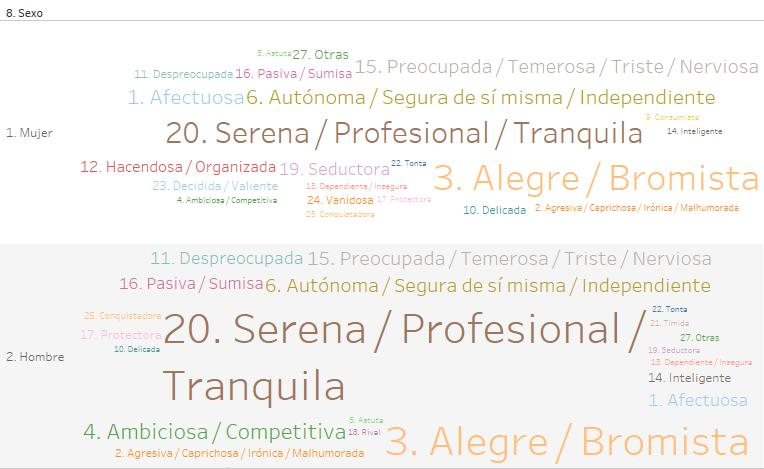 8. Sexo
5. Astuta 27. Otras
11. Despreocupada 16. Pasiva / Sumisa 15. Preocupada / Temerosa / Triste / Nerviosa
1. Afectuosa 6. Autónoma / Segura de sí misma / Independiente
9. Consumista
1. Mujer 20. Serena / Profesional / Tranquila 14. Inteligente
12. Hacendosa / Organizada 19. Seductora 22. Tonta 3. Alegre / Bromista
23. Decidida / Valiente 13. Dependiente / Insegura
4. Ambiciosa / Competitiva 24. Vanidosa 17. Protectora
25. Conquistadora 10. Delicada 2. Agresiva / Caprichosa / Irónica / Malhumorada
11. Despreocupada 15. Preocupada / Temerosa / Triste / Nerviosa
16. Pasiva / Sumisa 6. Autónoma / Segura de sí misma / Independiente
25. Conquistadora 20. Serena / Profesional / 22. Tonta
21. Tímida
17. Protectora 27. Otras
10. Delicada 19. Seductora
2. Hombre 13. Dependiente / Insegura
Tranquila 14. Inteligente
1. Afectuosa
4. Ambiciosa / Competitiva 5. Astuta
18. Rival 3. Alegre / Bromista
2. Agresiva / Caprichosa / Irónica / Malhumorada